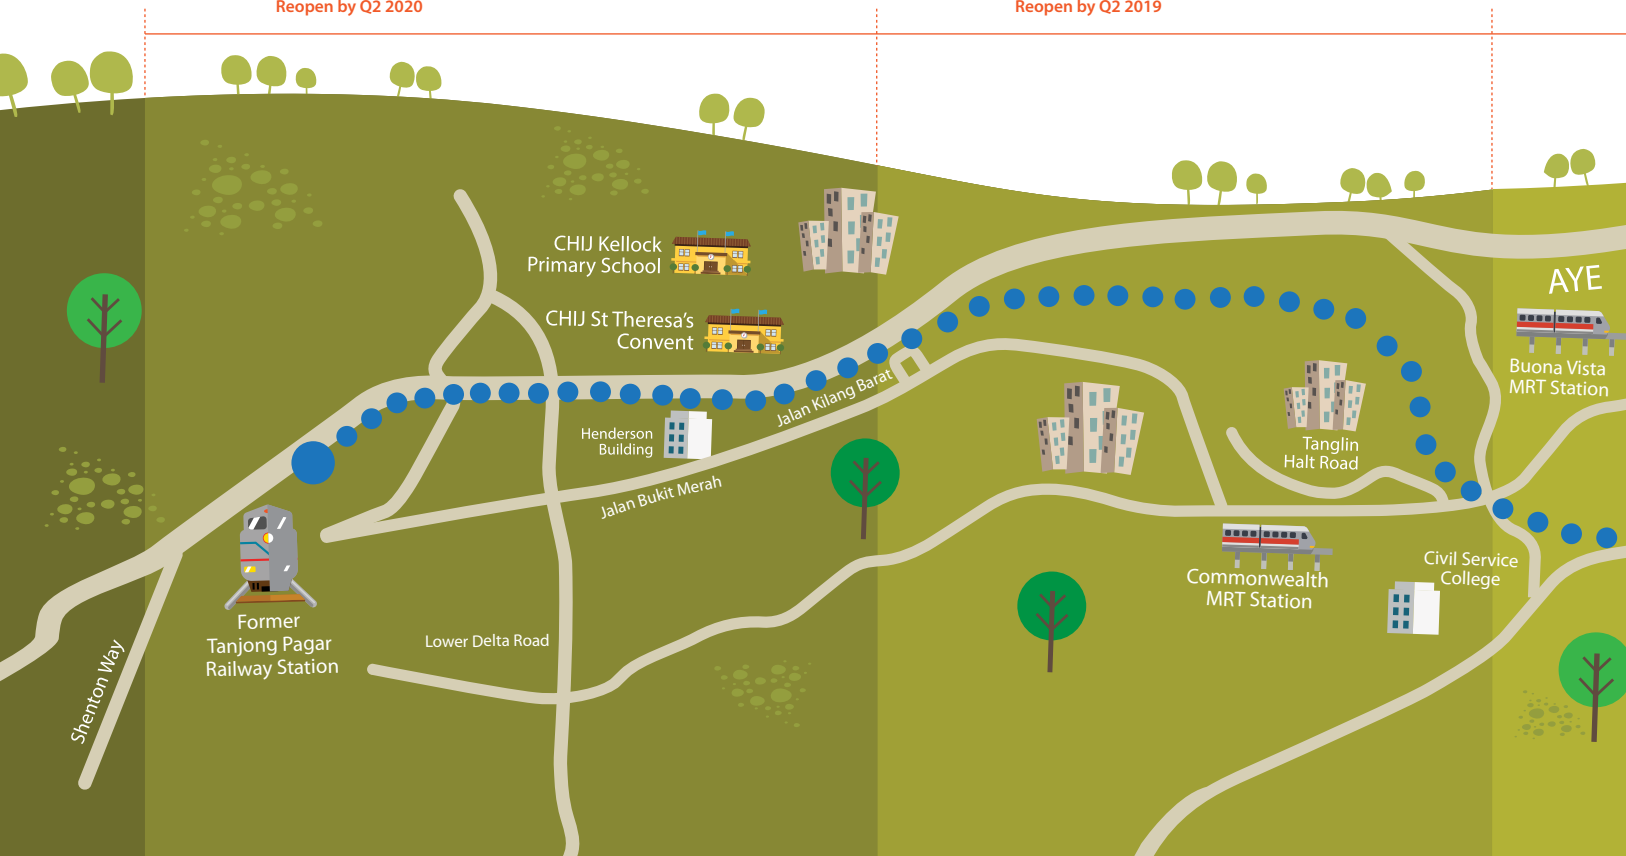 Reopen by Q2 2020
Reopen by Q2 2019
CHIJ Kellock
Primary School
CHIJ St Theresa’s
Convent
AYE
Buona Vista
MRT Station
Jalan Kilang Barat
Henderson
Building
Jalan Bukit Merah
Tanglin
Halt Road
Commonwealth
MRT Station
Civil Service
College
Former
Tanjong Pagar
Railway Station
Lower Delta Road
Shenton Way